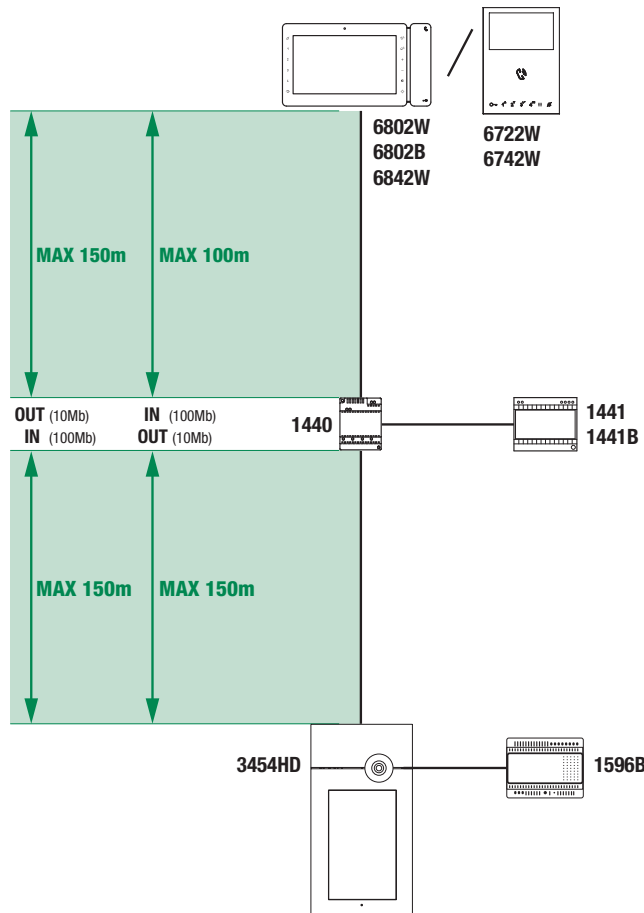 6802W
6802B
6842W
6722W
6742W
MAX 150m
MAX 100m
OUT (10Mb)
IN (100Mb)
IN (100Mb)
OUT (10Mb)
1440
1441
1441B
MAX 150m
MAX 150m
3454HD
1596B